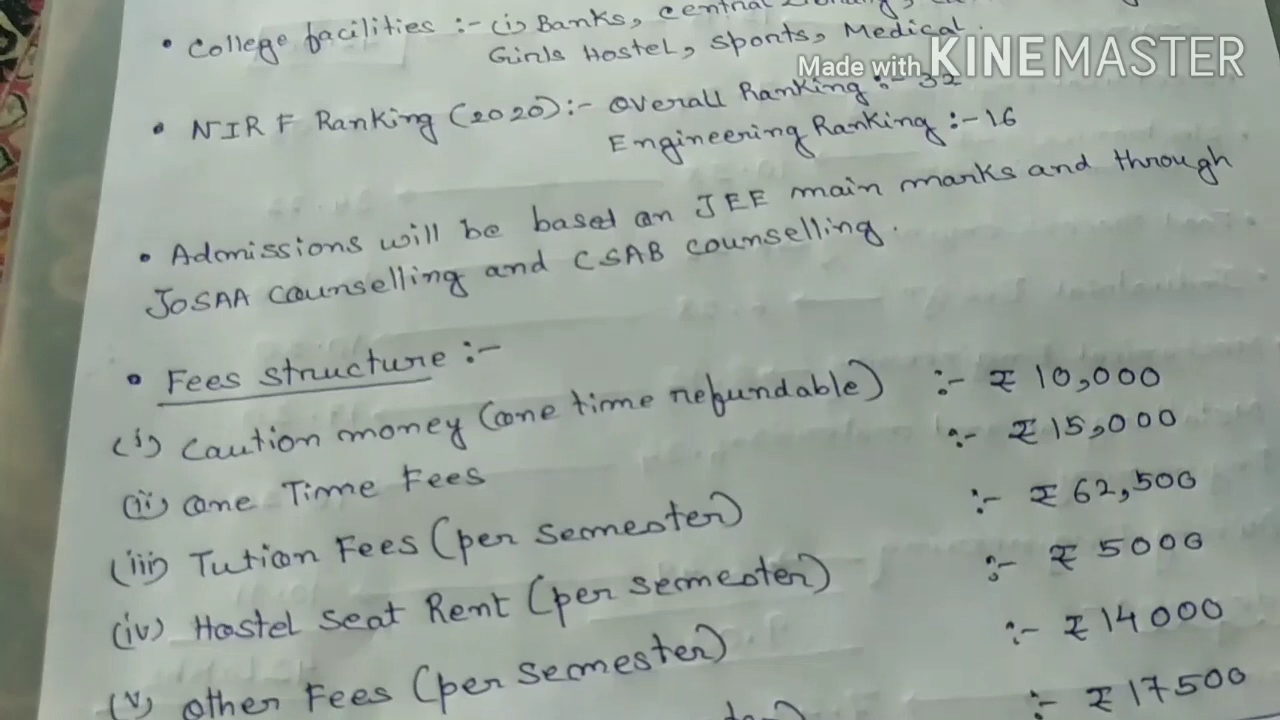 • College facilities :- (i) Banks, central
Girls Hostel, sports, Medical.
Made with KINEMASTER
• NIRF Ranking (2020):- Overall Ranking :- 32
Engineering Ranking :- 16
• Admissions will be based on JEE main marks and through
JOSAA counselling and CSAB counselling.
• Fees structure :-
(i) Caution money (one time refundable) :- ₹ 10,000
(ii) One Time Fees :- ₹ 15,000
(iii) Tution Fees (per semester) :- ₹ 62,500
(iv) Hostel seat Rent (per semester) :- ₹ 5000
(v) Other Fees (per semester) :- ₹ 14000
:- ₹ 17500